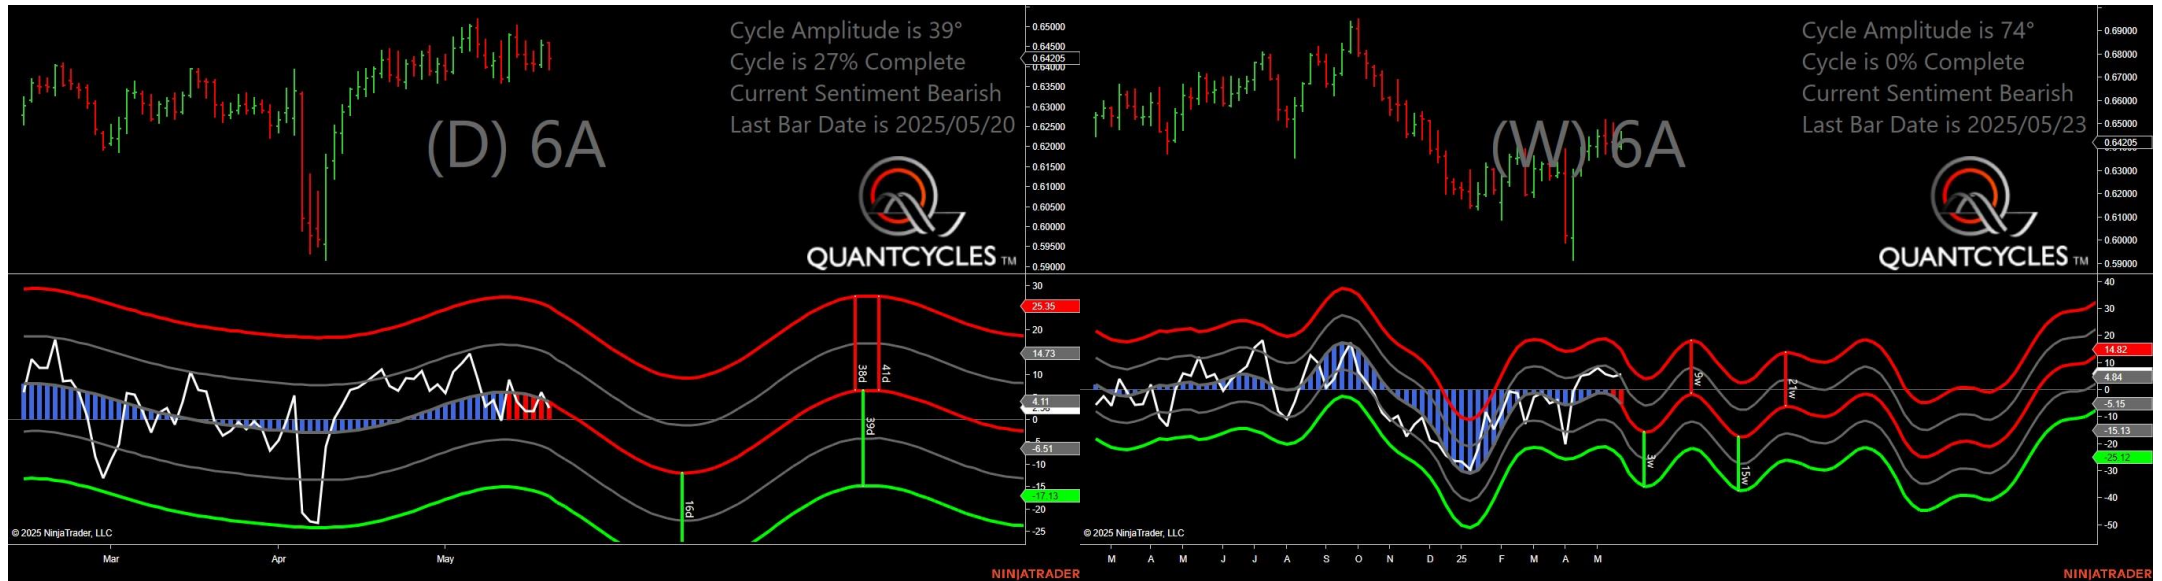 Cycle Amplitude is 39°
Cycle is 27% Complete
Current Sentiment Bearish
Last Bar Date is 2025/05/20
(D) 6A
QUANTCYCLES TM
0.65000
0.64500
0.64205
0.64000
0.63500
0.63000
0.62500
0.62000
0.61500
0.61000
0.60500
0.60000
0.59500
0.59000
30
25.35
20
14.73
10
4.11
0
-6.51
-10
-15
-17.13
-20
-25
16d
38d
41d
39d
© 2025 NinjaTrader, LLC
Mar
Apr
May
NINJATRADER
Cycle Amplitude is 74°
Cycle is 0% Complete
Current Sentiment Bearish
Last Bar Date is 2025/05/23
(W) 6A
QUANTCYCLES TM
0.69000
0.68000
0.67000
0.66000
0.65000
0.64205
0.63000
0.62000
0.61000
0.60000
0.59000
40
30
20
14.82
10
4.84
0
-5.15
-10
-15.13
-20
-25.12
-30
-40
-50
9w
21w
3w
15w
© 2025 NinjaTrader, LLC
M A M J J A S O N D 25 F M A M
NINJATRADER